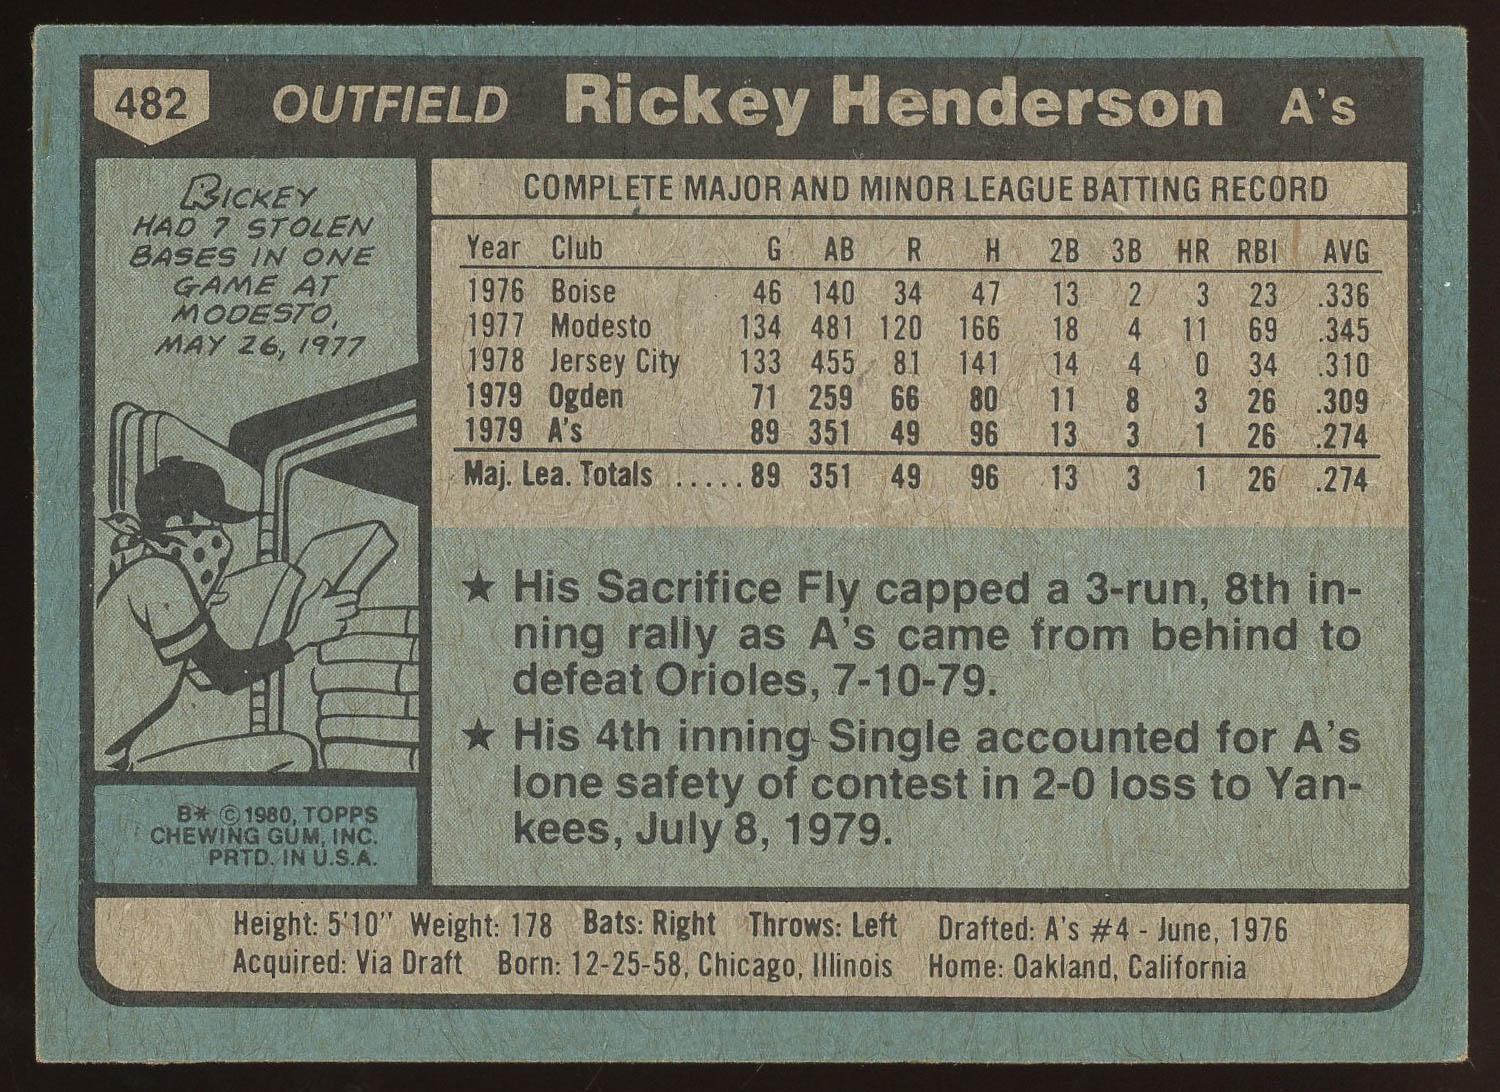 482 OUTFIELD Rickey Henderson A's
RICKEY
HAD 7 STOLEN
BASES IN ONE
GAME AT
MODESTO,
MAY 26, 1977
B* © 1980, TOPPS
CHEWING GUM, INC.
PRTD. IN U.S.A.
COMPLETE MAJOR AND MINOR LEAGUE BATTING RECORD
Year Club G AB R H 2B 3B HR RBI AVG
1976 Boise 46 140 34 47 13 2 3 23 .336
1977 Modesto 134 481 120 166 18 4 11 69 .345
1978 Jersey City 133 455 81 141 14 4 0 34 .310
1979 Ogden 71 259 66 80 11 8 3 26 .309
1979 A's 89 351 49 96 13 3 1 26 .274
Maj. Lea. Totals ..... 89 351 49 96 13 3 1 26 .274
★ His Sacrifice Fly capped a 3-run, 8th in-
ning rally as A's came from behind to
defeat Orioles, 7-10-79.
★ His 4th inning Single accounted for A's
lone safety of contest in 2-0 loss to Yan-
kees, July 8, 1979.
Height: 5'10" Weight: 178 Bats: Right Throws: Left Drafted: A's #4 - June, 1976
Acquired: Via Draft Born: 12-25-58, Chicago, Illinois Home: Oakland, California